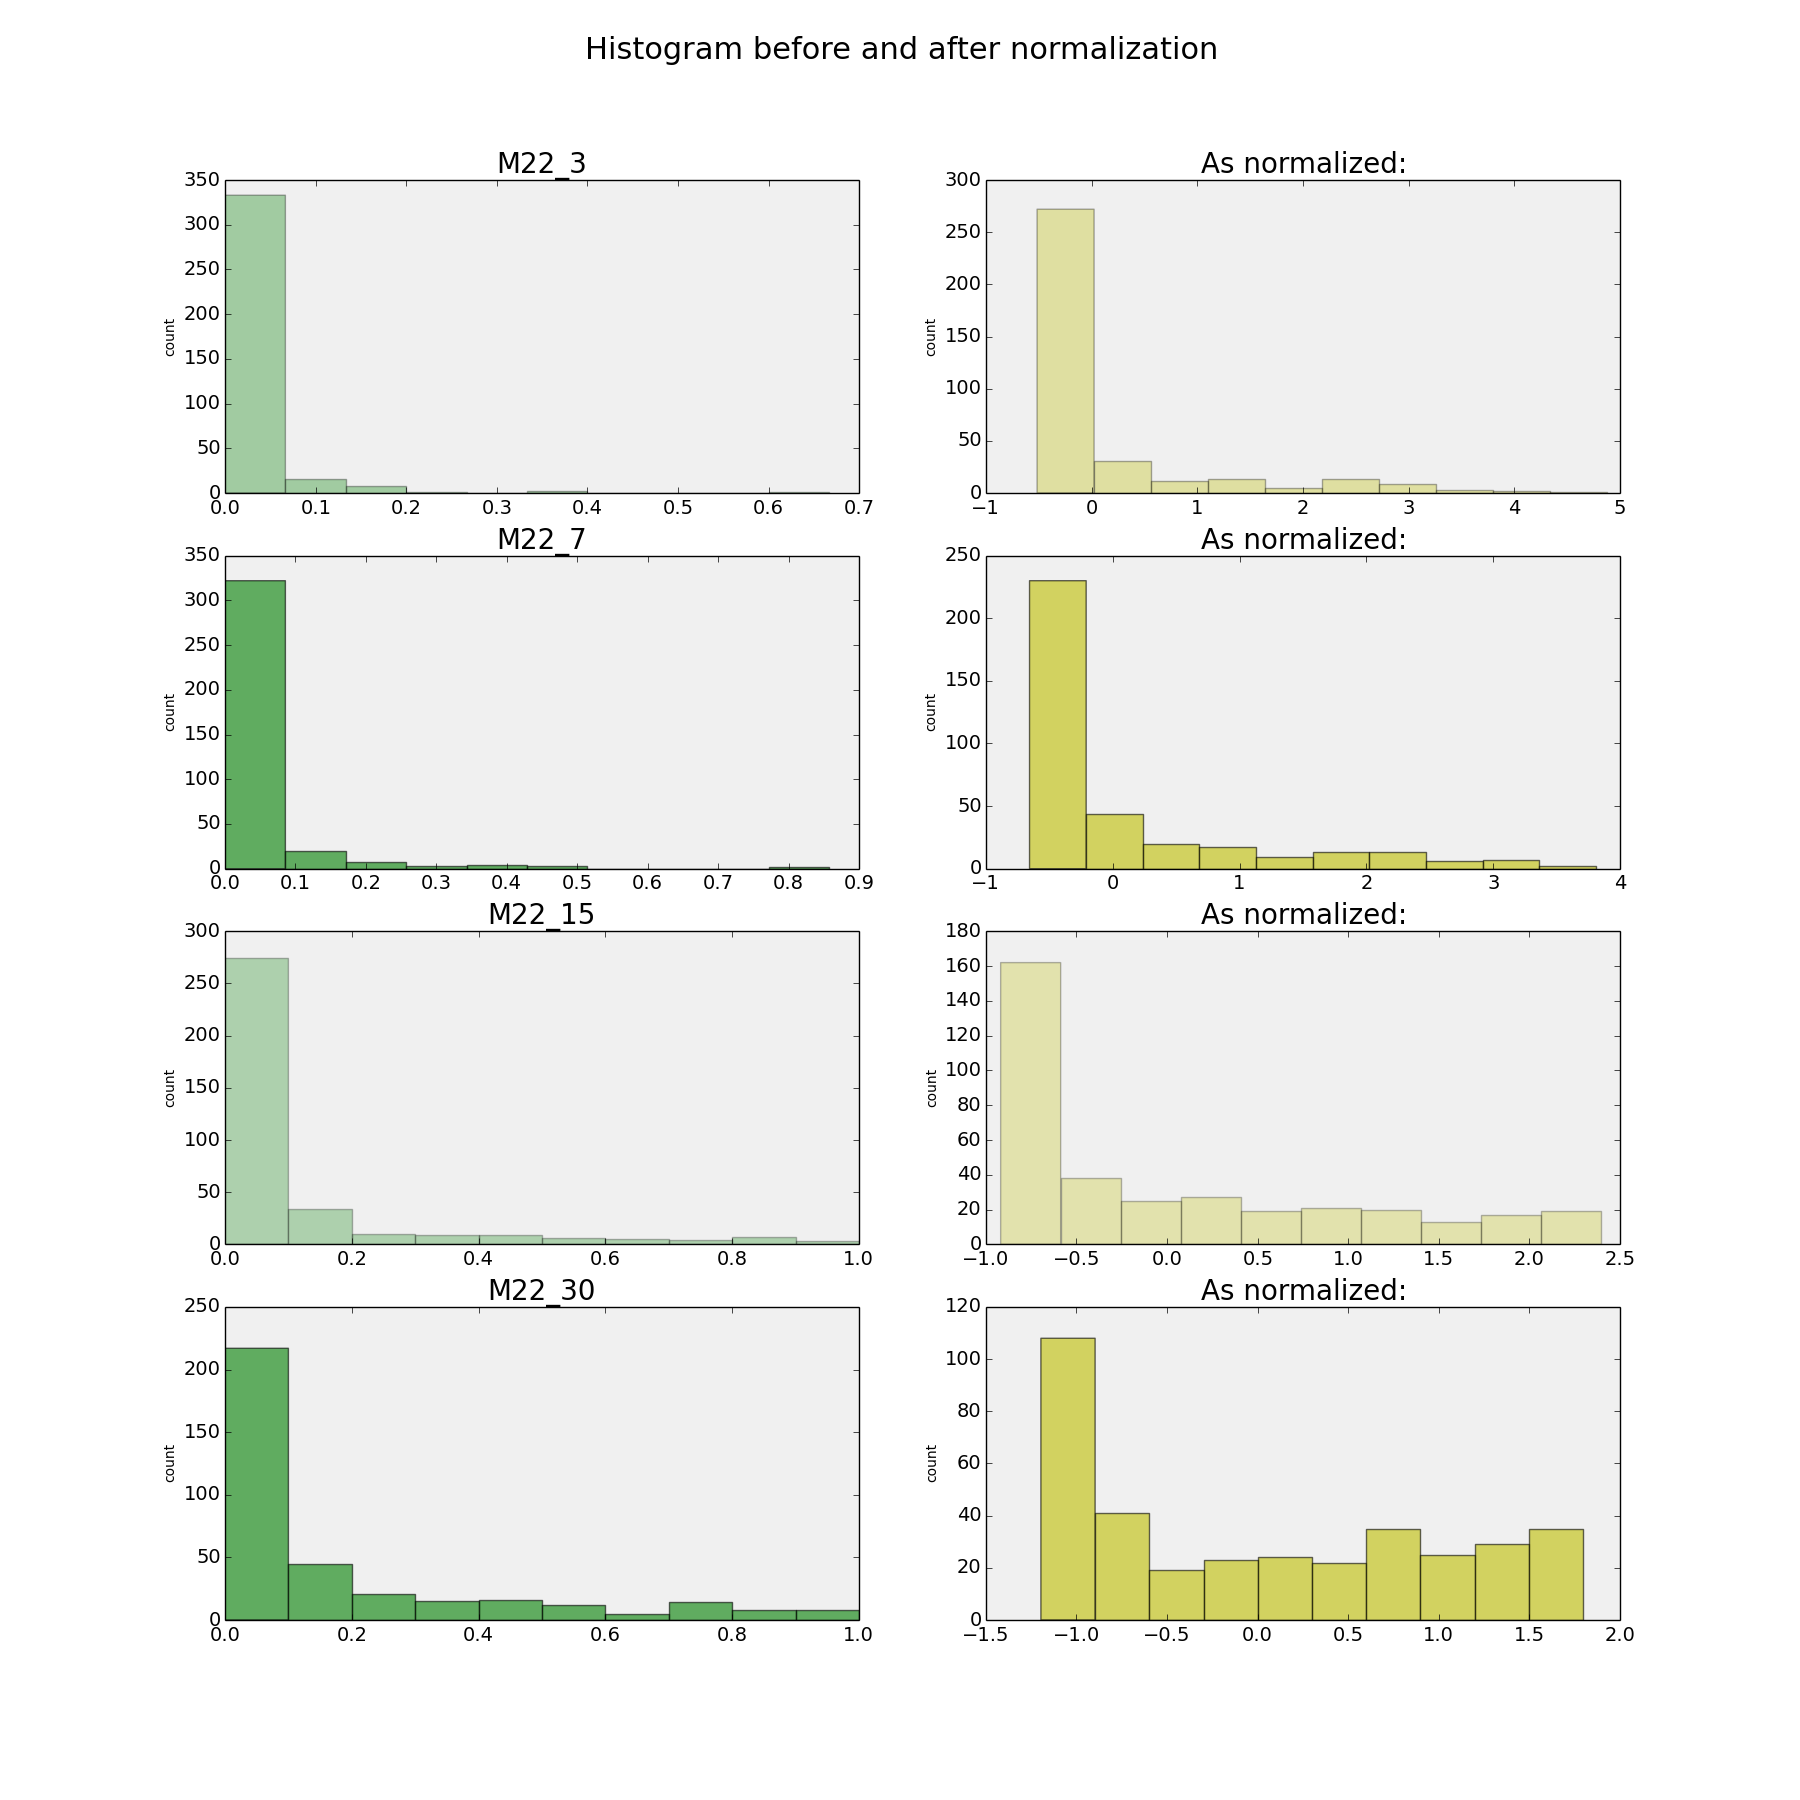 Histogram before and after normalization
M22_3
As normalized:
350
300
250
200
150
100
50
0
count
0.0 0.1 0.2 0.3 0.4 0.5 0.6 0.7
300
250
200
150
100
50
0
count
−1 0 1 2 3 4 5
M22_7
As normalized:
350
300
250
200
150
100
50
0
count
0.0 0.1 0.2 0.3 0.4 0.5 0.6 0.7 0.8 0.9
250
200
150
100
50
0
count
−1 0 1 2 3 4
M22_15
As normalized:
300
250
200
150
100
50
0
count
0.0 0.2 0.4 0.6 0.8 1.0
180
160
140
120
100
80
60
40
20
0
count
−1.0 −0.5 0.0 0.5 1.0 1.5 2.0 2.5
M22_30
As normalized:
250
200
150
100
50
0
count
0.0 0.2 0.4 0.6 0.8 1.0
120
100
80
60
40
20
0
count
−1.5 −1.0 −0.5 0.0 0.5 1.0 1.5 2.0